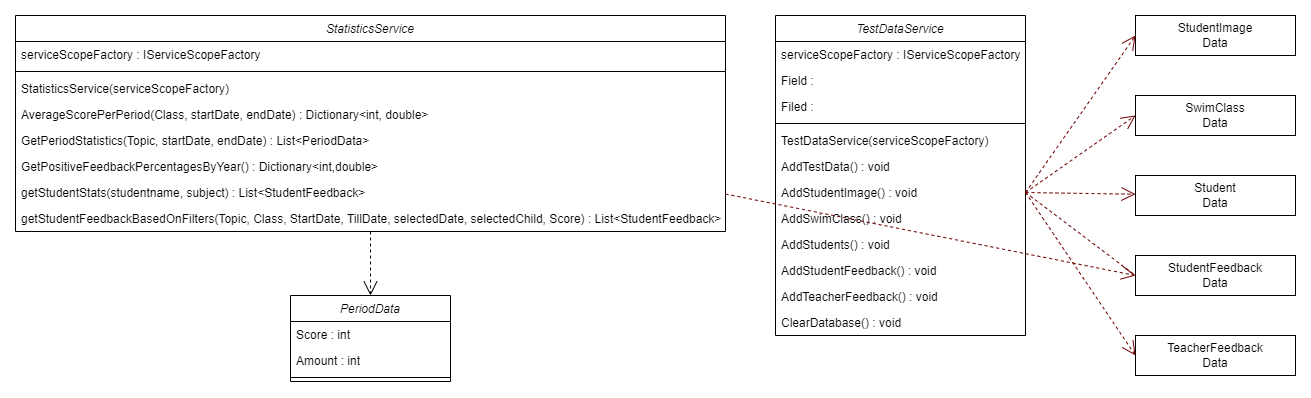 StatisticsService
serviceScopeFactory : IServiceScopeFactory
StatisticsService(serviceScopeFactory)
AverageScorePerPeriod(Class, startDate, endDate) : Dictionary<int, double>
GetPeriodStatistics(Topic, startDate, endDate) : List<PeriodData>
GetPositiveFeedbackPercentagesByYear() : Dictionary<int,double>
getStudentStats(studentname, subject) : List<StudentFeedback>
getStudentFeedbackBasedOnFilters(Topic, Class, StartDate, TillDate, selectedDate, selectedChild, Score) : List<StudentFeedback>
PeriodData
Score : int
Amount : int
TestDataService
serviceScopeFactory : IServiceScopeFactory
Field :
Filed :
TestDataService(serviceScopeFactory)
AddTestData() : void
AddStudentImage() : void
AddSwimClass() : void
AddStudents() : void
AddStudentFeedback() : void
AddTeacherFeedback() : void
ClearDatabase() : void
StudentImage
Data
SwimClass
Data
Student
Data
StudentFeedback
Data
TeacherFeedback
Data